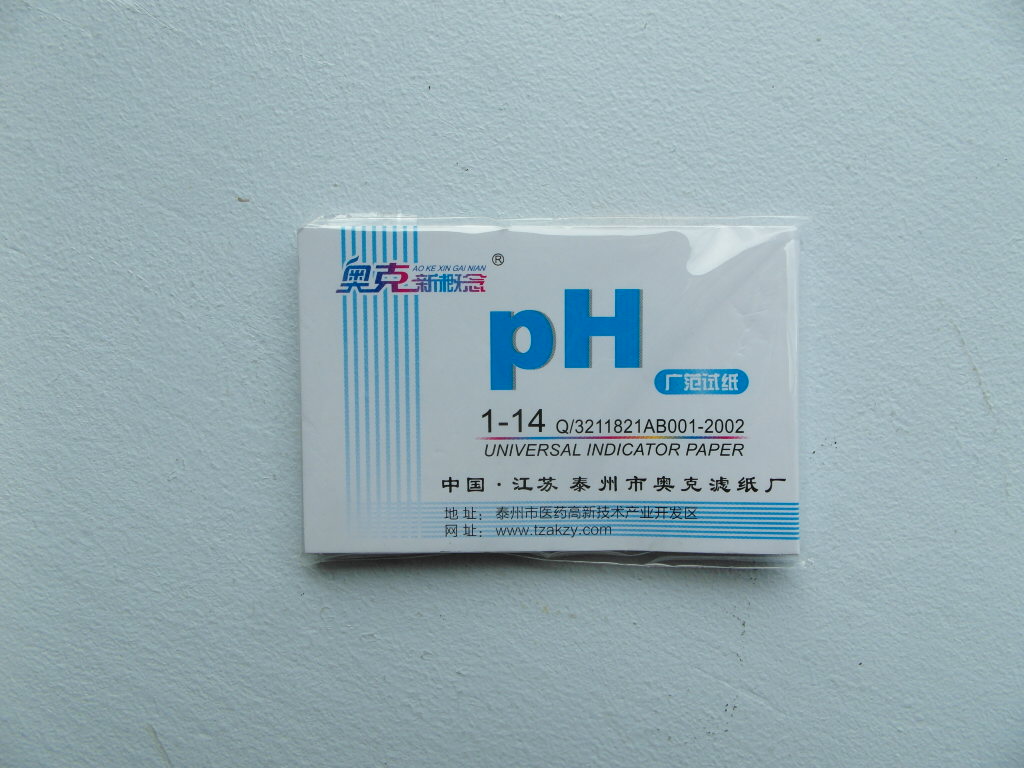 奥克新概念 AO KE XIN GAI NIAN ®
pH
广范试纸
1-14 Q/3211821AB001-2002
UNIVERSAL INDICATOR PAPER
中国·江苏 泰州市奥克滤纸厂
地址：泰州市医药高新技术产业开发区
网址：www.tzakzy.com